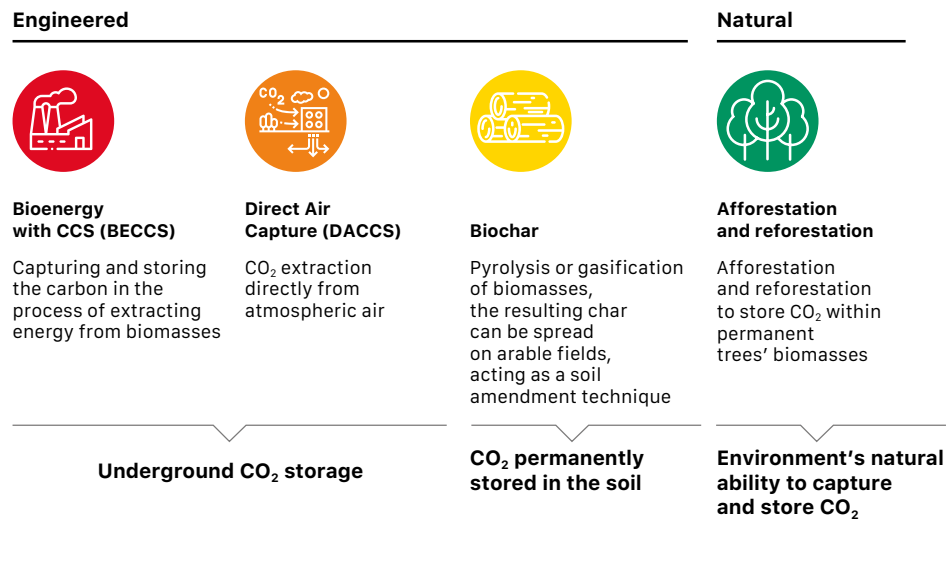 Engineered
Natural
CO₂
Bioenergy
with CCS (BECCS)
Capturing and storing
the carbon in the
process of extracting
energy from biomasses
Direct Air
Capture (DACCS)
CO₂ extraction
directly from
atmospheric air
Biochar
Pyrolysis or gasification
of biomasses,
the resulting char
can be spread
on arable fields,
acting as a soil
amendment technique
Afforestation
and reforestation
Afforestation
and reforestation
to store CO₂ within
permanent
trees’ biomasses
Underground CO₂ storage
CO₂ permanently
stored in the soil
Environment’s natural
ability to capture
and store CO₂